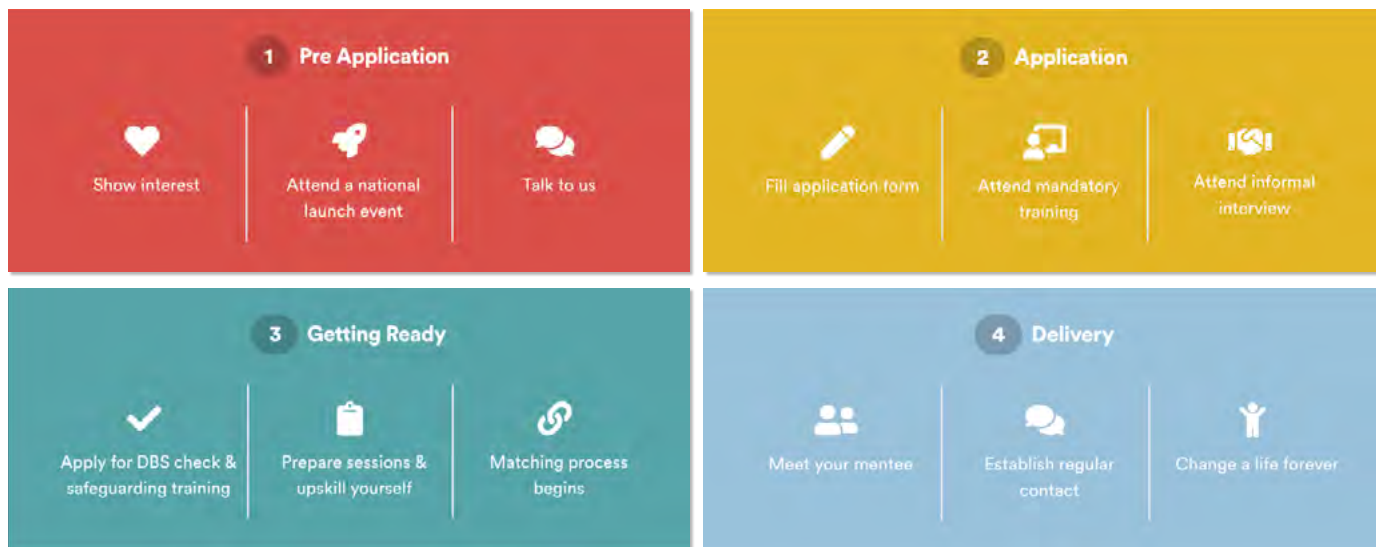 1 Pre Application
Show interest
Attend a national
launch event
Talk to us
2 Application
Fill application form
Attend mandatory
training
Attend informal
interview
3 Getting Ready
Apply for DBS check &
safeguarding training
Prepare sessions &
upskill yourself
Matching process
begins
4 Delivery
Meet your mentee
Establish regular
contact
Change a life forever